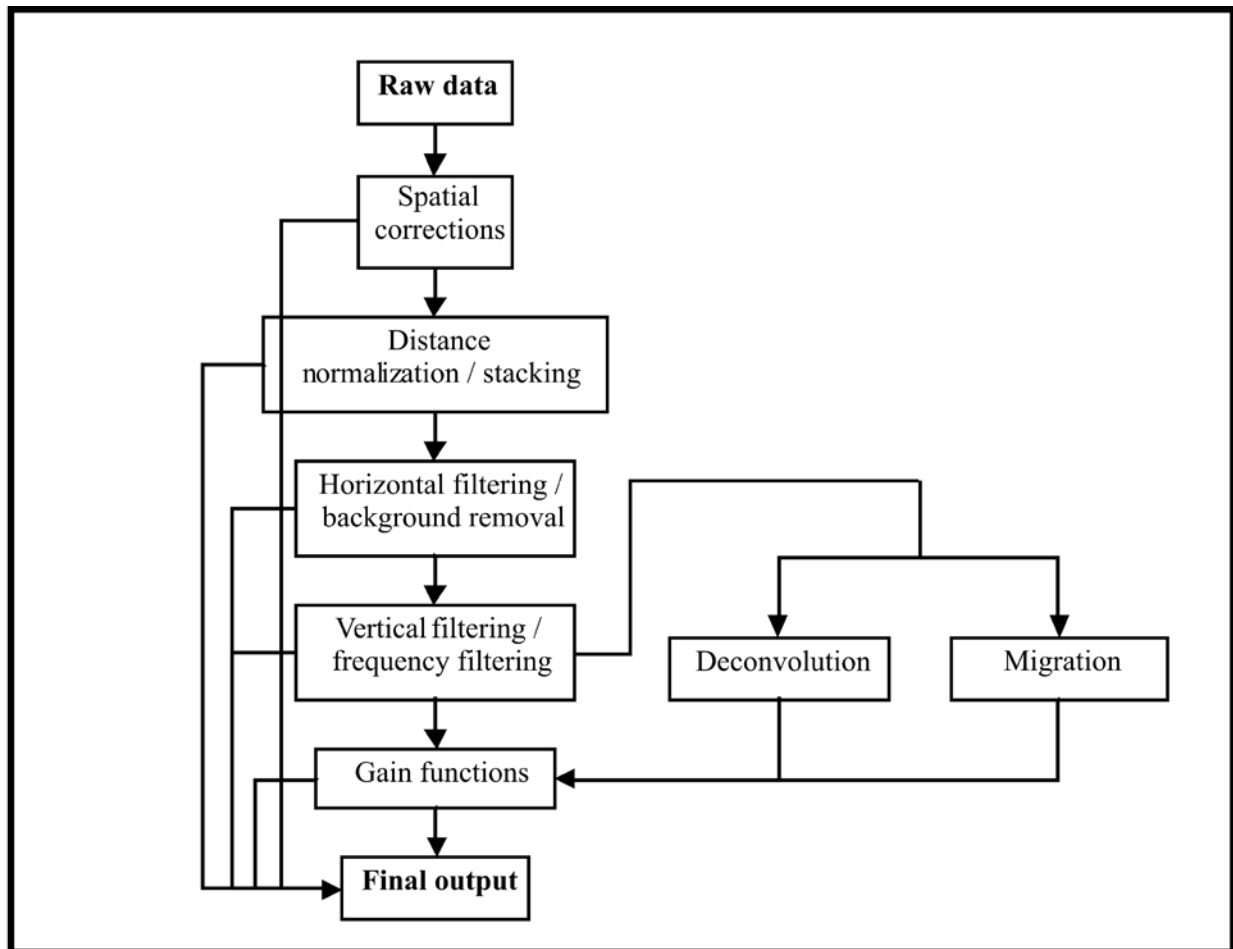 Raw data
Spatial
corrections
Distance
normalization / stacking
Horizontal filtering /
background removal
Vertical filtering /
frequency filtering
Deconvolution
Migration
Gain functions
Final output